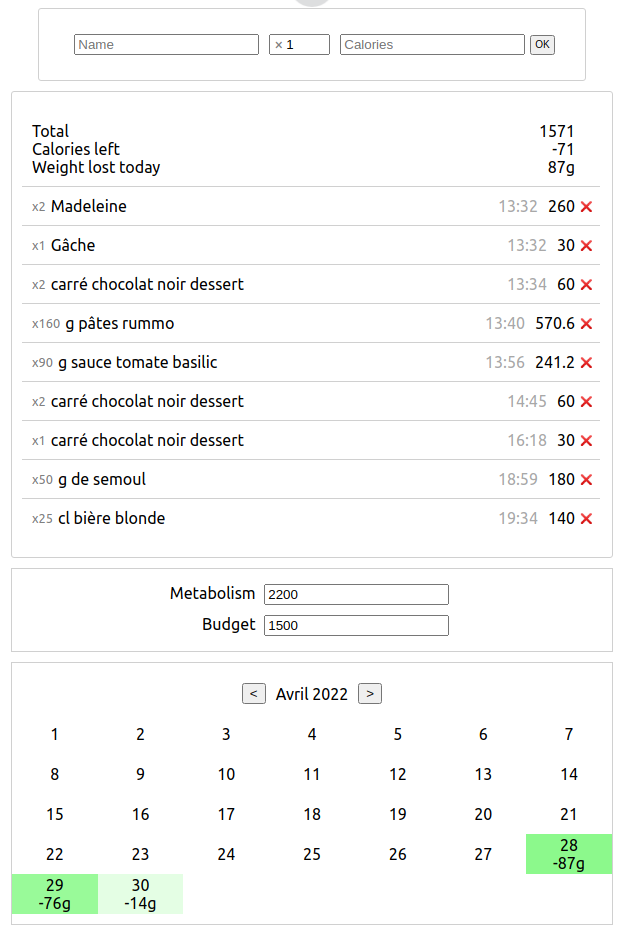 Name × 1 Calories OK
Total 1571
Calories left -71
Weight lost today 87g
x2 Madeleine 13:32 260 ❌
x1 Gâche 13:32 30 ❌
x2 carré chocolat noir dessert 13:34 60 ❌
x160 g pâtes rummo 13:40 570.6 ❌
x90 g sauce tomate basilic 13:56 241.2 ❌
x2 carré chocolat noir dessert 14:45 60 ❌
x1 carré chocolat noir dessert 16:18 30 ❌
x50 g de semoul 18:59 180 ❌
x25 cl bière blonde 19:34 140 ❌
Metabolism 2200
Budget 1500
< Avril 2022 >
1 2 3 4 5 6 7
8 9 10 11 12 13 14
15 16 17 18 19 20 21
22 23 24 25 26 27 28
-87g
29 30
-76g -14g